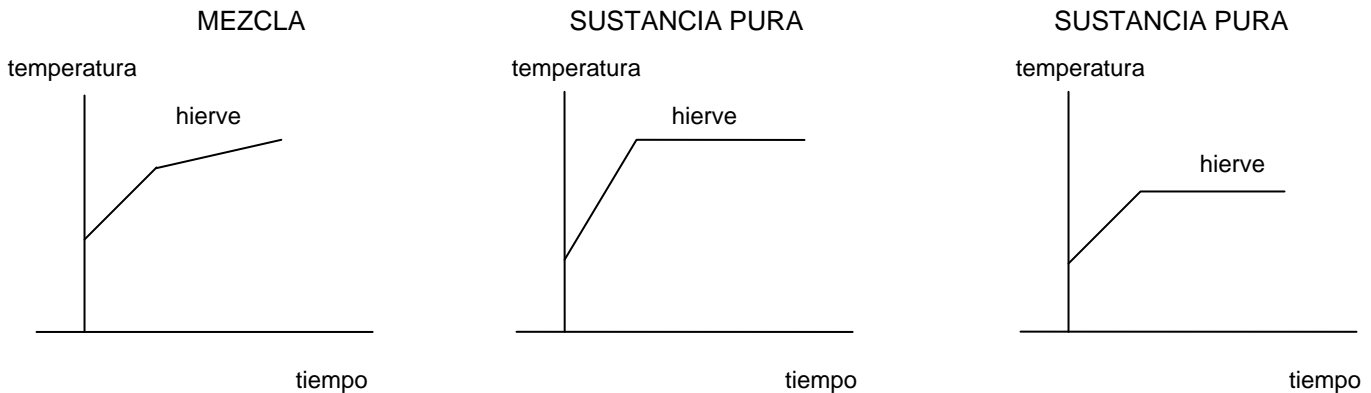 MEZCLA
temperatura
hierve
tiempo
SUSTANCIA PURA
temperatura
hierve
tiempo
SUSTANCIA PURA
temperatura
hierve
tiempo